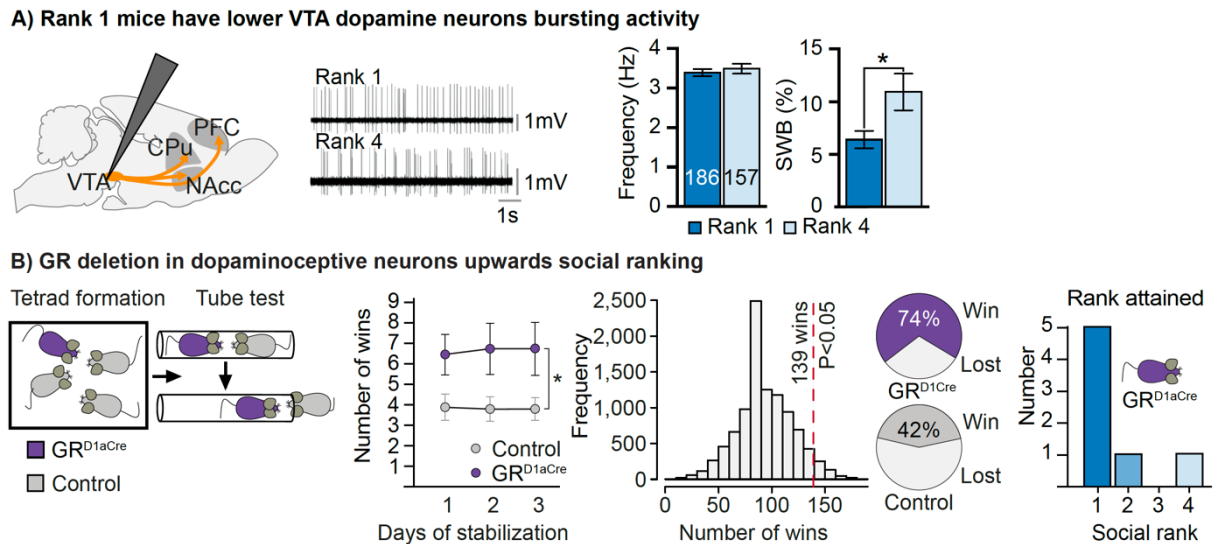 A) Rank 1 mice have lower VTA dopamine neurons bursting activity
PFC
CPu
VTA
NAcc
Rank 1
1mV
Rank 4
1mV
1s
Frequency (Hz)
4
3
2
1
0
186
157
SWB (%)
15
10
5
0
*
Rank 1
Rank 4
B) GR deletion in dopaminoceptive neurons upwards social ranking
Tetrad formation
Tube test
GR^D1aCre
Control
Number of wins
9
8
7
6
5
4
3
2
1
*
Control
GR^D1aCre
1 2 3
Days of stabilization
Frequency
2,500
2,000
1,500
1,000
500
0
139 wins
P<0.05
0 50 100 150
Number of wins
74%
Win
Lost
GR^D1Cre
42%
Win
Lost
Control
Rank attained
Number
5
4
3
2
1
GR^D1aCre
1 2 3 4
Social rank